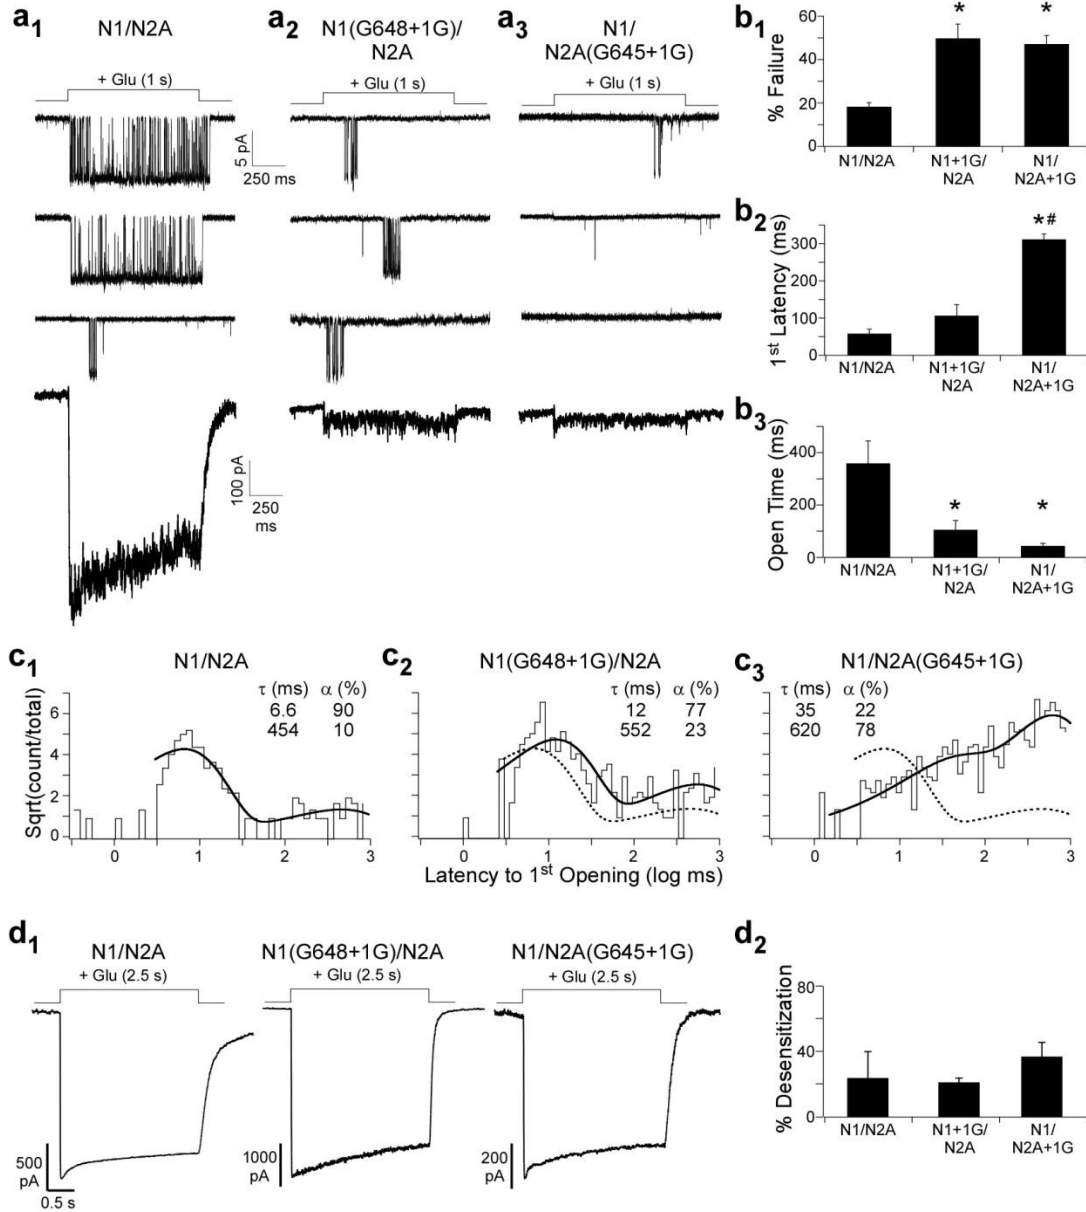 a1
N1/N2A
+ Glu (1 s)
5 pA
250 ms
100 pA
250
ms
a2
N1(G648+1G)/
N2A
+ Glu (1 s)
a3
N1/
N2A(G645+1G)
+ Glu (1 s)
b1
% Failure
60
40
20
0
*
*
N1/N2A
N1+1G/
N2A
N1/
N2A+1G
b2
1st Latency (ms)
300
200
100
0
*#
N1/N2A
N1+1G/
N2A
N1/
N2A+1G
b3
Open Time (ms)
400
200
0
*
*
N1/N2A
N1+1G/
N2A
N1/
N2A+1G
c1
N1/N2A
τ (ms) α (%)
6.6 90
454 10
Sqrt(count/total)
6
4
2
0
0 1 2 3
c2
N1(G648+1G)/N2A
τ (ms) α (%)
12 77
552 23
0 1 2 3
Latency to 1st Opening (log ms)
c3
N1/N2A(G645+1G)
τ (ms) α (%)
35 22
620 78
0 1 2 3
d1
N1/N2A
+ Glu (2.5 s)
500
pA
0.5 s
N1(G648+1G)/N2A
+ Glu (2.5 s)
1000
pA
N1/N2A(G645+1G)
+ Glu (2.5 s)
200
pA
d2
% Desensitization
80
40
0
N1/N2A
N1+1G/
N2A
N1/
N2A+1G